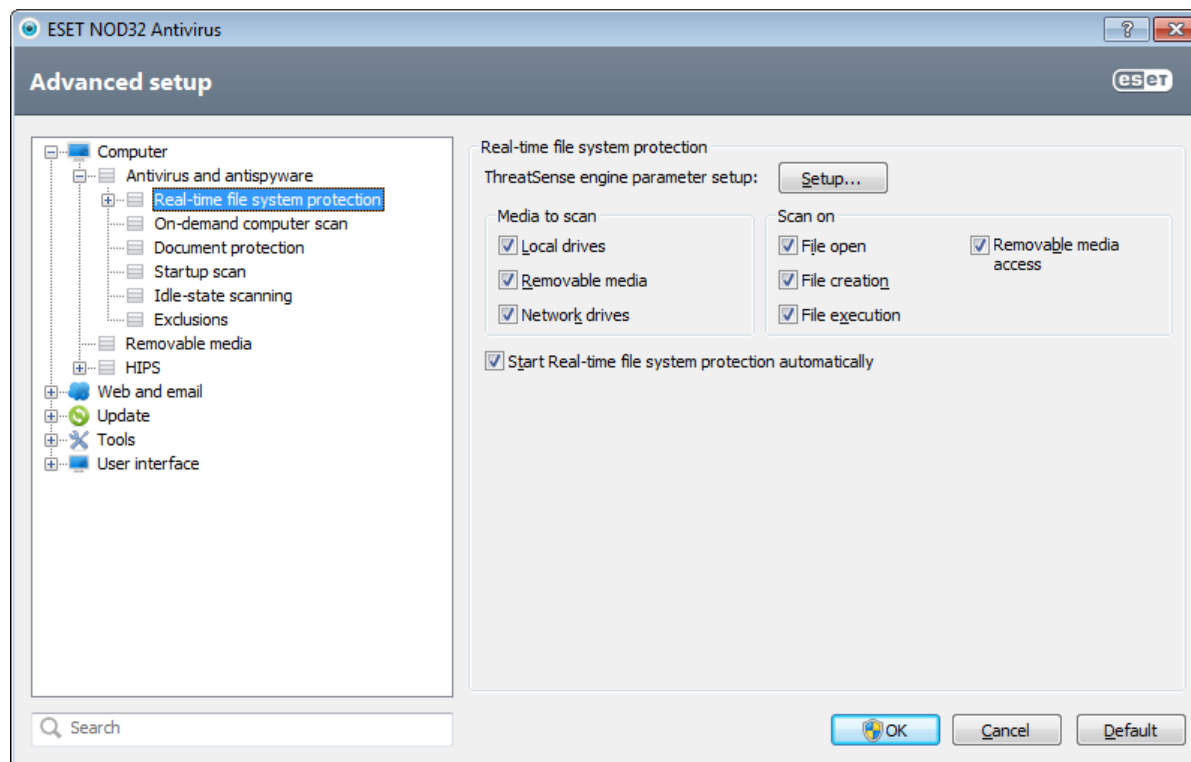 ESET NOD32 Antivirus
?
Advanced setup
eset
Computer
Antivirus and antispyware
Real-time file system protection
On-demand computer scan
Document protection
Startup scan
Idle-state scanning
Exclusions
Removable media
HIPS
Web and email
Update
Tools
User interface
Search
Real-time file system protection
ThreatSense engine parameter setup: Setup...
Media to scan
Local drives
Removable media
Network drives
Scan on
File open
File creation
File execution
Removable media
access
Start Real-time file system protection automatically
OK Cancel Default